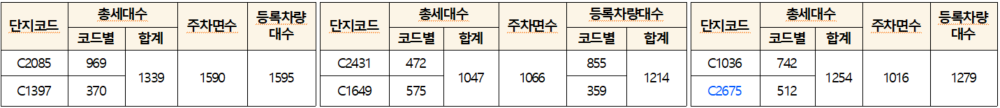 단지코드 총세대수 주차면수 등록차량
대수
코드별 합계
C2085 969 1339 1590 1595
C1397 370
단지코드 총세대수 주차면수 등록차량대수
코드별 합계 코드별 합계
C2431 472 1047 1066 855 1214
C1649 575 359
단지코드 총세대수 주차면수 등록차량
대수
코드별 합계
C1036 742 1254 1016 1279
C2675 512